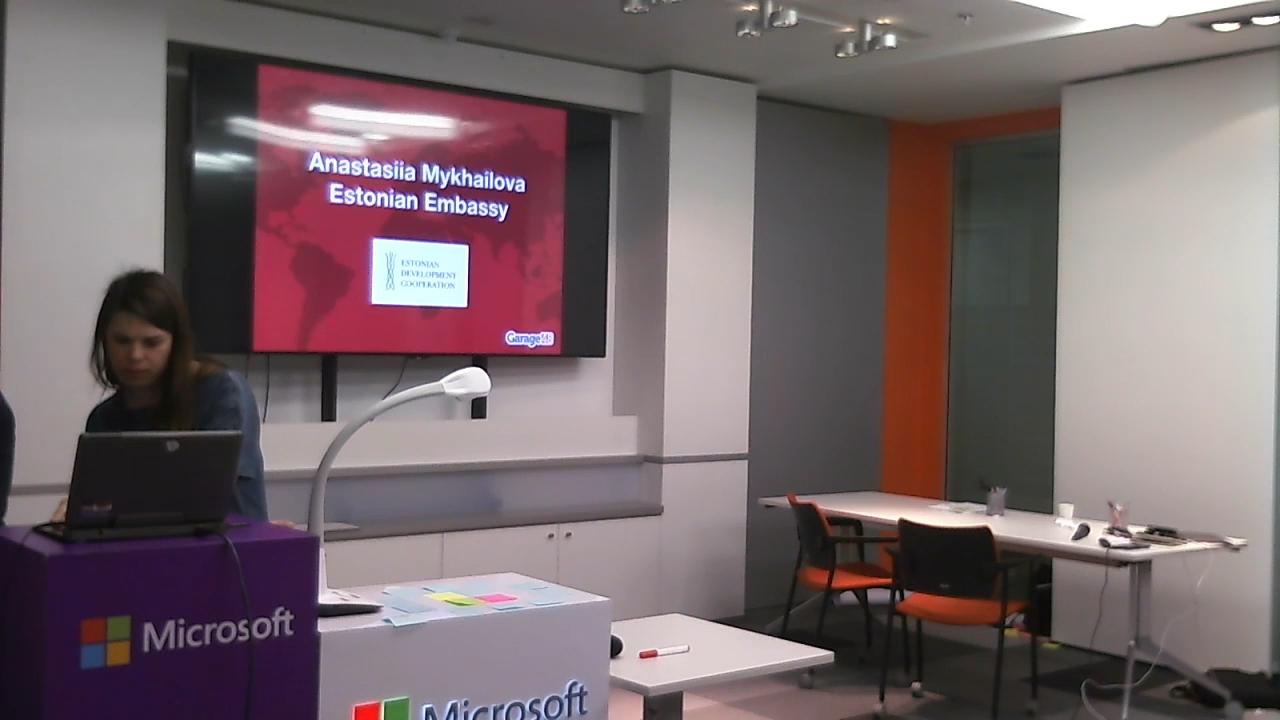 Anastasiia Mykhailova
Estonian Embassy
ESTONIAN
DEVELOPMENT
COOPERATION
Garage48
Microsoft
Microsoft